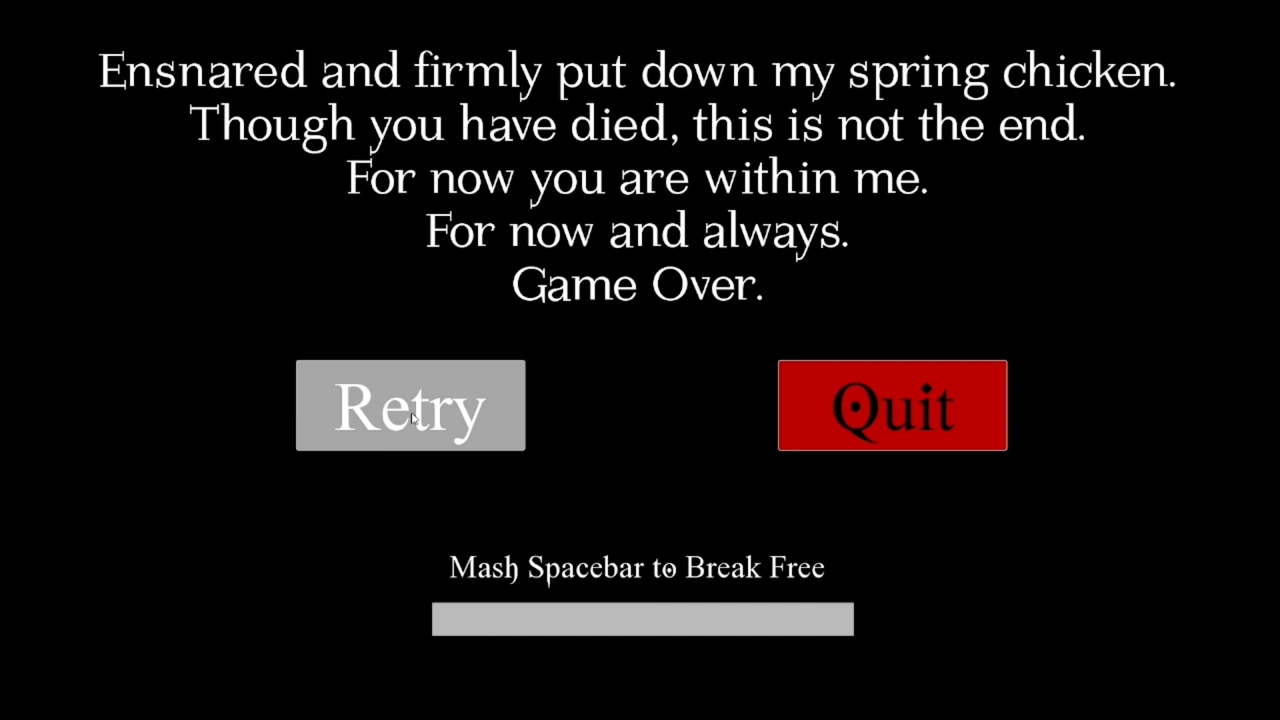 Ensnared and firmly put down my spring chicken.
Though you have died, this is not the end.
For now you are within me.
For now and always.
Game Over.
Retry
Quit
Mash Spacebar to Break Free